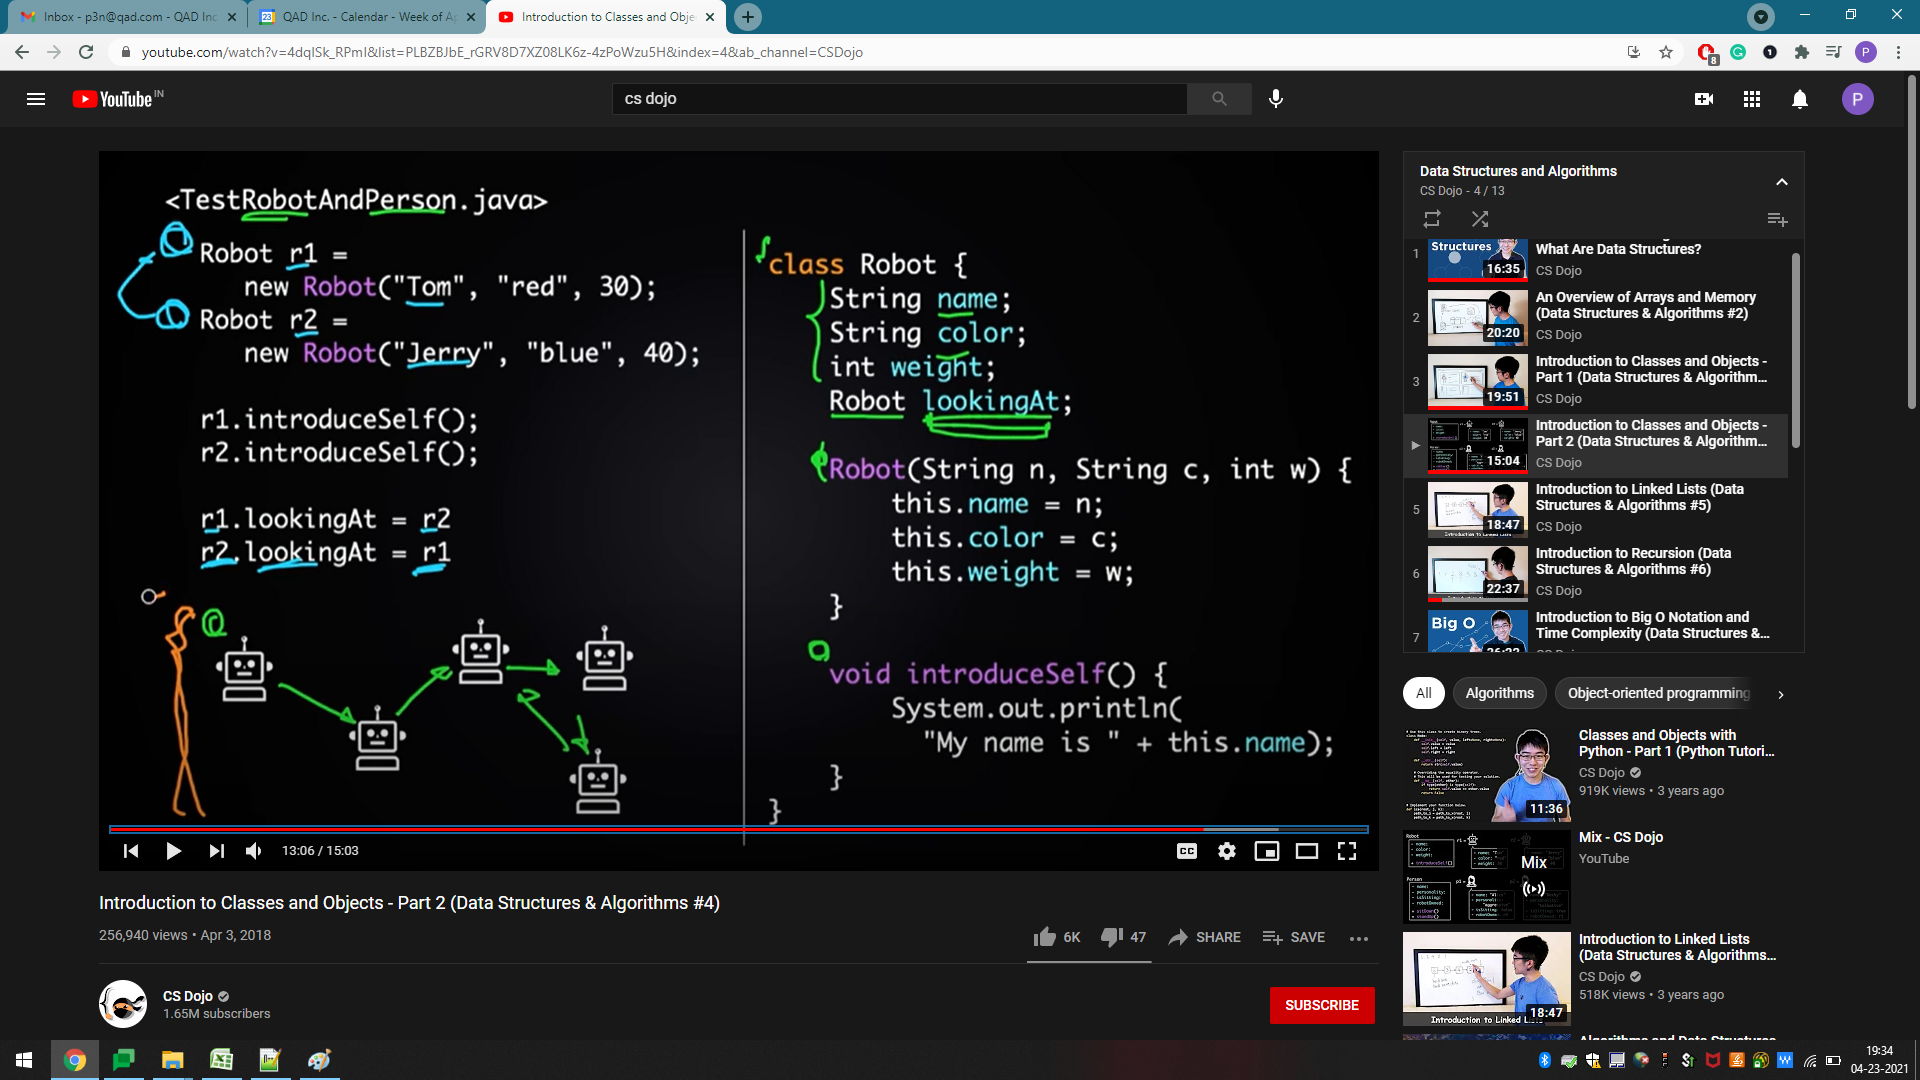 Inbox - p3n@qad.com - QAD Inc
QAD Inc. - Calendar - Week of Ap
Introduction to Classes and Obje
youtube.com/watch?v=4dqISk_RPmI&list=PLBZBJbE_rGRV8D7XZ08LK6z-4zPoWzu5H&index=4&ab_channel=CSDojo
YouTube IN
cs dojo
<TestRobotAndPerson.java>
Robot r1 =
new Robot("Tom", "red", 30);
Robot r2 =
new Robot("Jerry", "blue", 40);
r1.introduceSelf();
r2.introduceSelf();
r1.lookingAt = r2
r2.lookingAt = r1
class Robot {
String name;
String color;
int weight;
Robot lookingAt;
Robot(String n, String c, int w) {
this.name = n;
this.color = c;
this.weight = w;
}
void introduceSelf() {
System.out.println(
"My name is " + this.name);
}
}
13:06 / 15:03
CC
Introduction to Classes and Objects - Part 2 (Data Structures & Algorithms #4)
256,940 views • Apr 3, 2018
6K
47
SHARE
SAVE
CS Dojo
1.65M subscribers
SUBSCRIBE
Data Structures and Algorithms
CS Dojo - 4 / 13
1
Structures
16:35
What Are Data Structures?
CS Dojo
2
20:20
An Overview of Arrays and Memory
(Data Structures & Algorithms #2)
CS Dojo
3
19:51
Introduction to Classes and Objects -
Part 1 (Data Structures & Algorithm...
CS Dojo
15:04
Introduction to Classes and Objects -
Part 2 (Data Structures & Algorithm...
CS Dojo
5
18:47
Introduction to Linked Lists (Data
Structures & Algorithms #5)
CS Dojo
6
22:37
Introduction to Recursion (Data
Structures & Algorithms #6)
CS Dojo
7
Big O
Introduction to Big O Notation and
Time Complexity (Data Structures &...
All
Algorithms
Object-oriented programming
11:36
Classes and Objects with
Python - Part 1 (Python Tutori...
CS Dojo
919K views • 3 years ago
Mix
Mix - CS Dojo
YouTube
18:47
Introduction to Linked Lists
(Data Structures & Algorithms...
CS Dojo
518K views • 3 years ago
Algorithms and Data Structures
19:34
04-23-2021